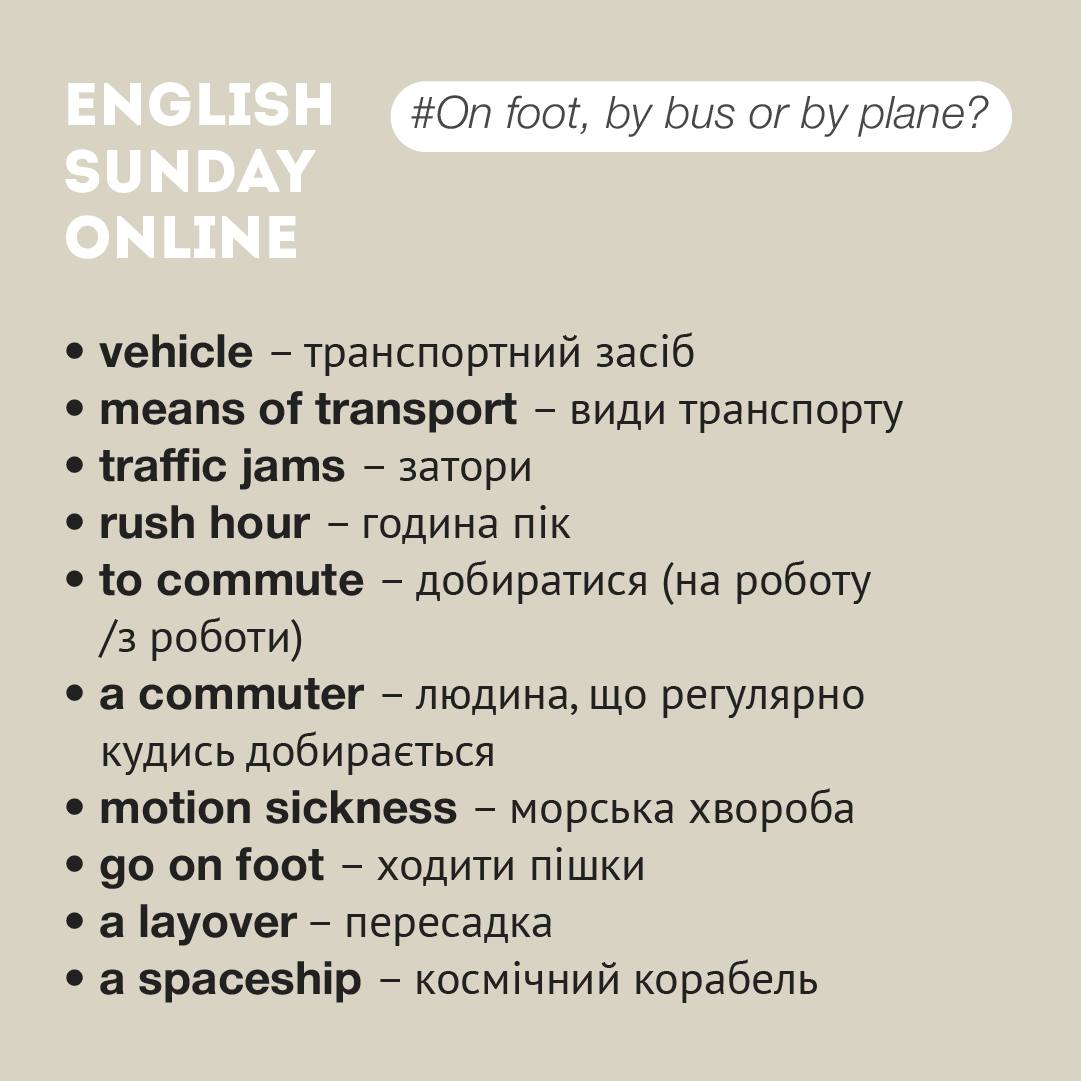 ENGLISH
SUNDAY
ONLINE
#On foot, by bus or by plane?
• vehicle – транспортний засіб
• means of transport – види транспорту
• traffic jams – затори
• rush hour – година пік
• to commute – добиратися (на роботу
/з роботи)
• a commuter – людина, що регулярно
кудись добирається
• motion sickness – морська хвороба
• go on foot – ходити пішки
• a layover – пересадка
• a spaceship – космічний корабель